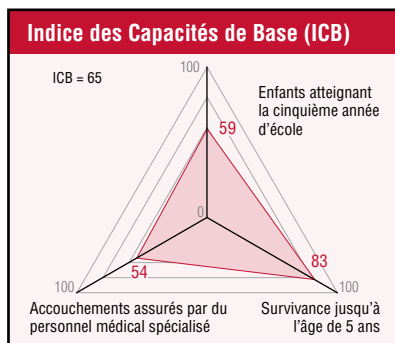 Indice des Capacités de Base (ICB)
ICB = 65
100
Enfants atteignant
la cinquième année
d'école
59
0
83
54
100
100
Accouchements assurés par du
personnel médical spécialisé
Survivance jusqu'à
l'âge de 5 ans